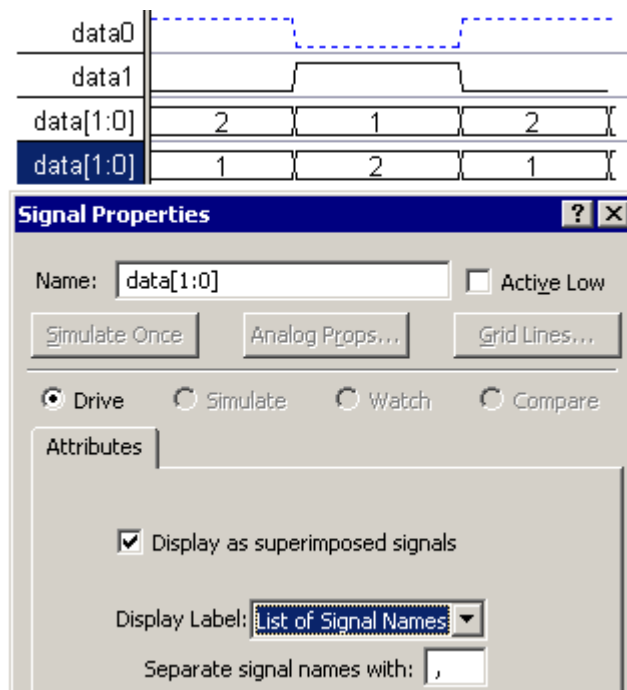 data0
data1
data[1:0] 2 1 2
data[1:0] 1 2 1
Signal Properties ? X
Name: data[1:0] Active Low
Simulate Once Analog Props... Grid Lines...
Drive Simulate Watch Compare
Attributes
Display as superimposed signals
Display Label: List of Signal Names
Separate signal names with: ,